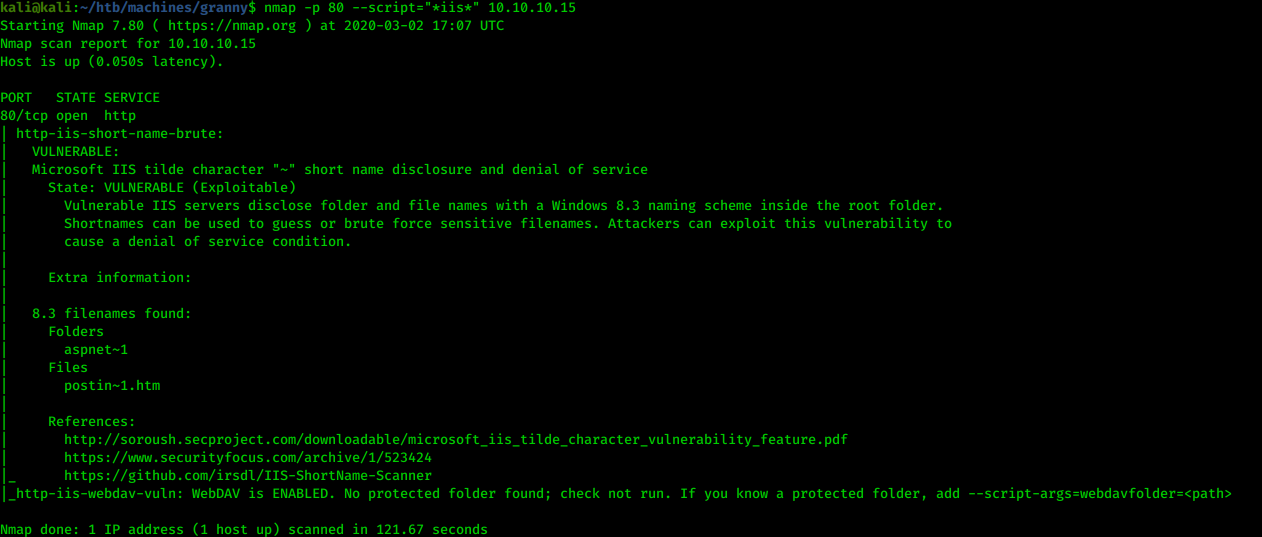 kali@kali:~/htb/machines/granny$ nmap -p 80 --script="*iis*" 10.10.10.15
Starting Nmap 7.80 ( https://nmap.org ) at 2020-03-02 17:07 UTC
Nmap scan report for 10.10.10.15
Host is up (0.050s latency).

PORT   STATE SERVICE
80/tcp open  http
| http-iis-short-name-brute:
|   VULNERABLE:
|   Microsoft IIS tilde character "~" short name disclosure and denial of service
|     State: VULNERABLE (Exploitable)
|       Vulnerable IIS servers disclose folder and file names with a Windows 8.3 naming scheme inside the root folder.
|       Shortnames can be used to guess or brute force sensitive filenames. Attackers can exploit this vulnerability to
|       cause a denial of service condition.
|
|     Extra information:
|
|   8.3 filenames found:
|     Folders
|       aspnet~1
|     Files
|       postin~1.htm
|
|     References:
|       http://soroush.secproject.com/downloadable/microsoft_iis_tilde_character_vulnerability_feature.pdf
|       https://www.securityfocus.com/archive/1/523424
|_      https://github.com/irsdl/IIS-ShortName-Scanner
|_http-iis-webdav-vuln: WebDAV is ENABLED. No protected folder found; check not run. If you know a protected folder, add --script-args=webdavfolder=<path>

Nmap done: 1 IP address (1 host up) scanned in 121.67 seconds